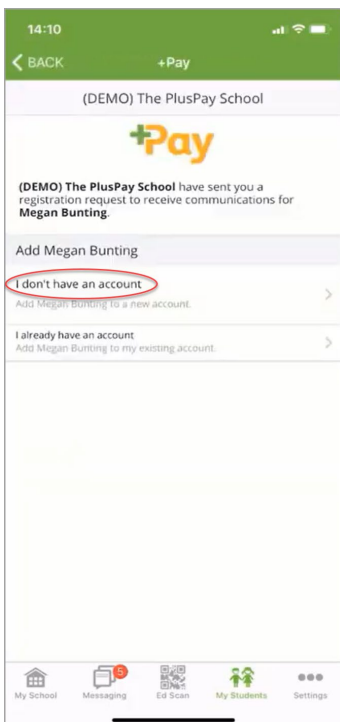 14:10
BACK
+Pay
(DEMO) The PlusPay School
+Pay
(DEMO) The PlusPay School have sent you a
registration request to receive communications for
Megan Bunting.
Add Megan Bunting
I don't have an account
Add Megan Bunting to a new account.
I already have an account
Add Megan Bunting to my existing account.
5
My School Messaging Ed Scan My Students Settings